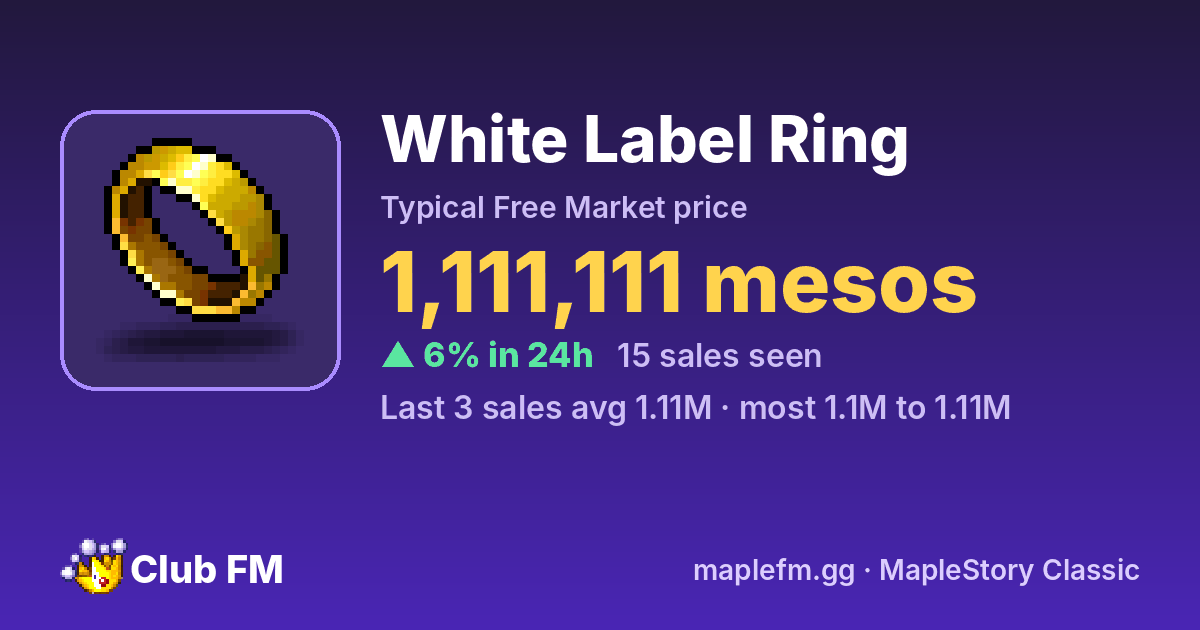 White Label Ring
Typical Free Market price
1,111,111 mesos
▲ 6% in 24h 15 sales seen
Last 3 sales avg 1.11M · most 1.1M to 1.11M
Club FM
maplefm.gg · MapleStory Classic